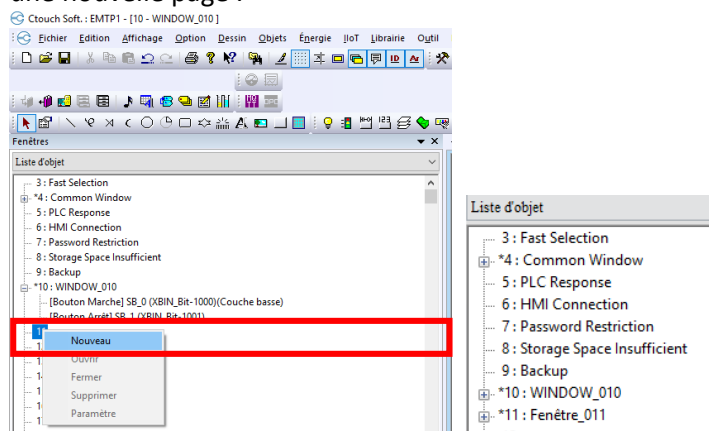 une nouvelle page :
Ctouch Soft. : EMTP1 - [10 - WINDOW_010 ]
Eichier Edition Affichage Option Dessin Objets Énergie IIoT Librairie Outil
Fenêtres
Liste d'objet
3 : Fast Selection
*4 : Common Window
5 : PLC Response
6 : HMI Connection
7 : Password Restriction
8 : Storage Space Insufficient
9 : Backup
*10 : WINDOW_010
[Bouton Marche] SB_0 (XBIN_Bit-1000)(Couche basse)
[Bouton Arrêt] SB_1 (XBIN_Bit-1001)
Nouveau
Ouvrir
Fermer
Supprimer
Paramètre
Liste d'objet
3 : Fast Selection
*4 : Common Window
5 : PLC Response
6 : HMI Connection
7 : Password Restriction
8 : Storage Space Insufficient
9 : Backup
*10 : WINDOW_010
*11 : Fenêtre_011